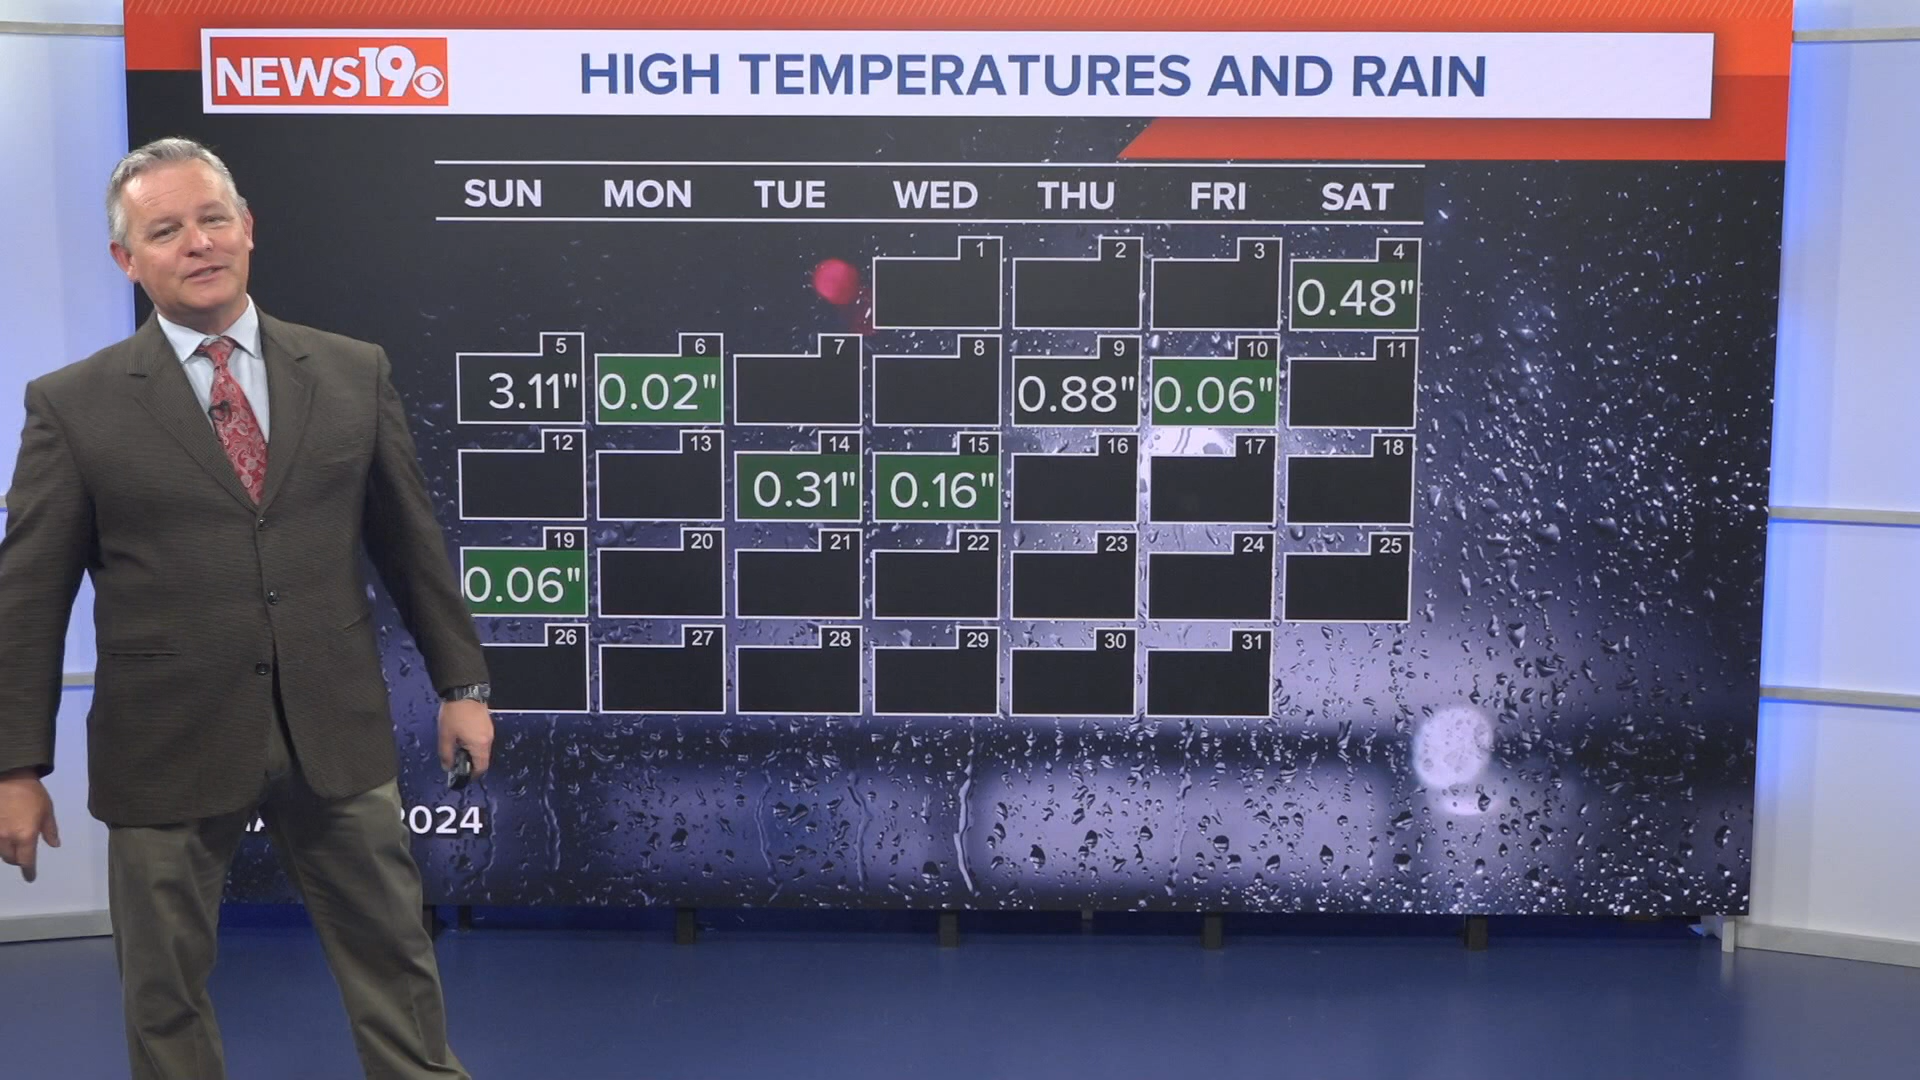 NEWS19
HIGH TEMPERATURES AND RAIN
SUN MON TUE WED THU FRI SAT
1 2 3 4
0.48"
5 6 7 8 9 10 11
3.11" 0.02" 0.88" 0.06"
12 13 14 15 16 17 18
0.31" 0.16"
19 20 21 22 23 24 25
0.06"
26 27 28 29 30 31
2024